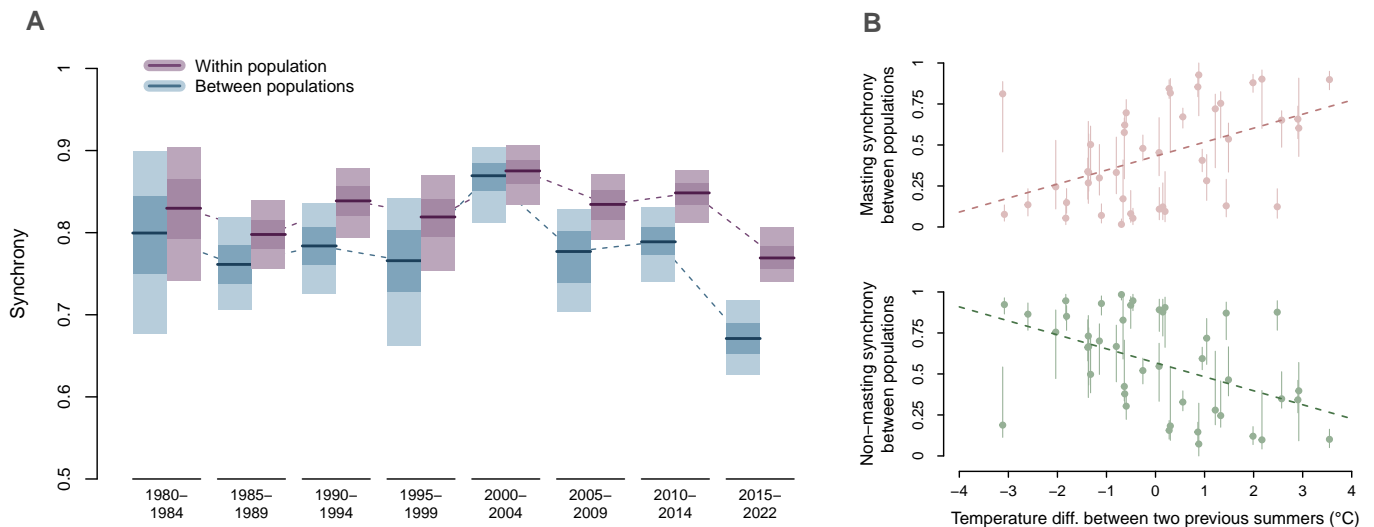 A
Within population
Between populations
Synchrony
1
0.9
0.8
0.7
0.6
0.5
1980–
1984
1985–
1989
1990–
1994
1995–
1999
2000–
2004
2005–
2009
2010–
2014
2015–
2022
B
Masting synchrony
between populations
1
0.75
0.5
0.25
0
Non−masting synchrony
between populations
1
0.75
0.5
0.25
0
−4 −3 −2 −1 0 1 2 3 4
Temperature diff. between two previous summers (°C)